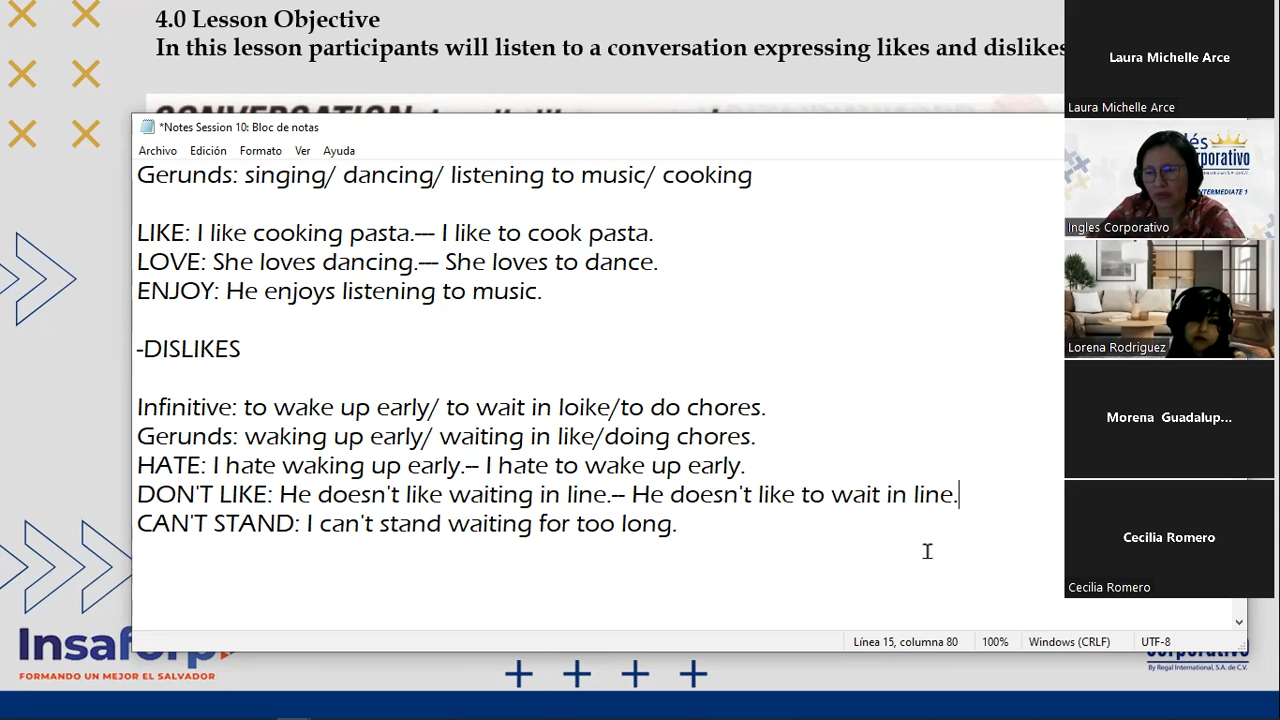 4.0 Lesson Objective
In this lesson participants will listen to a conversation expressing likes and dislikes
*Notes Session 10: Bloc de notas
Archivo Edición Formato Ver Ayuda
Gerunds: singing/ dancing/ listening to music/ cooking
LIKE: I like cooking pasta.--- I like to cook pasta.
LOVE: She loves dancing.--- She loves to dance.
ENJOY: He enjoys listening to music.
-DISLIKES
Infinitive: to wake up early/ to wait in loike/to do chores.
Gerunds: waking up early/ waiting in like/doing chores.
HATE: I hate waking up early.-- I hate to wake up early.
DON'T LIKE: He doesn't like waiting in line.-- He doesn't like to wait in line.
CAN'T STAND: I can't stand waiting for too long.
Línea 15, columna 80 100% Windows (CRLF) UTF-8
Insaforp
FORMANDO UN MEJOR EL SALVADOR
By Regal International, S.A. de C.V.
Laura Michelle Arce
Laura Michelle Arce
INTERMEDIATE 1
Ingles Corporativo
Lorena Rodriguez
Morena Guadalup...
Cecilia Romero
Cecilia Romero